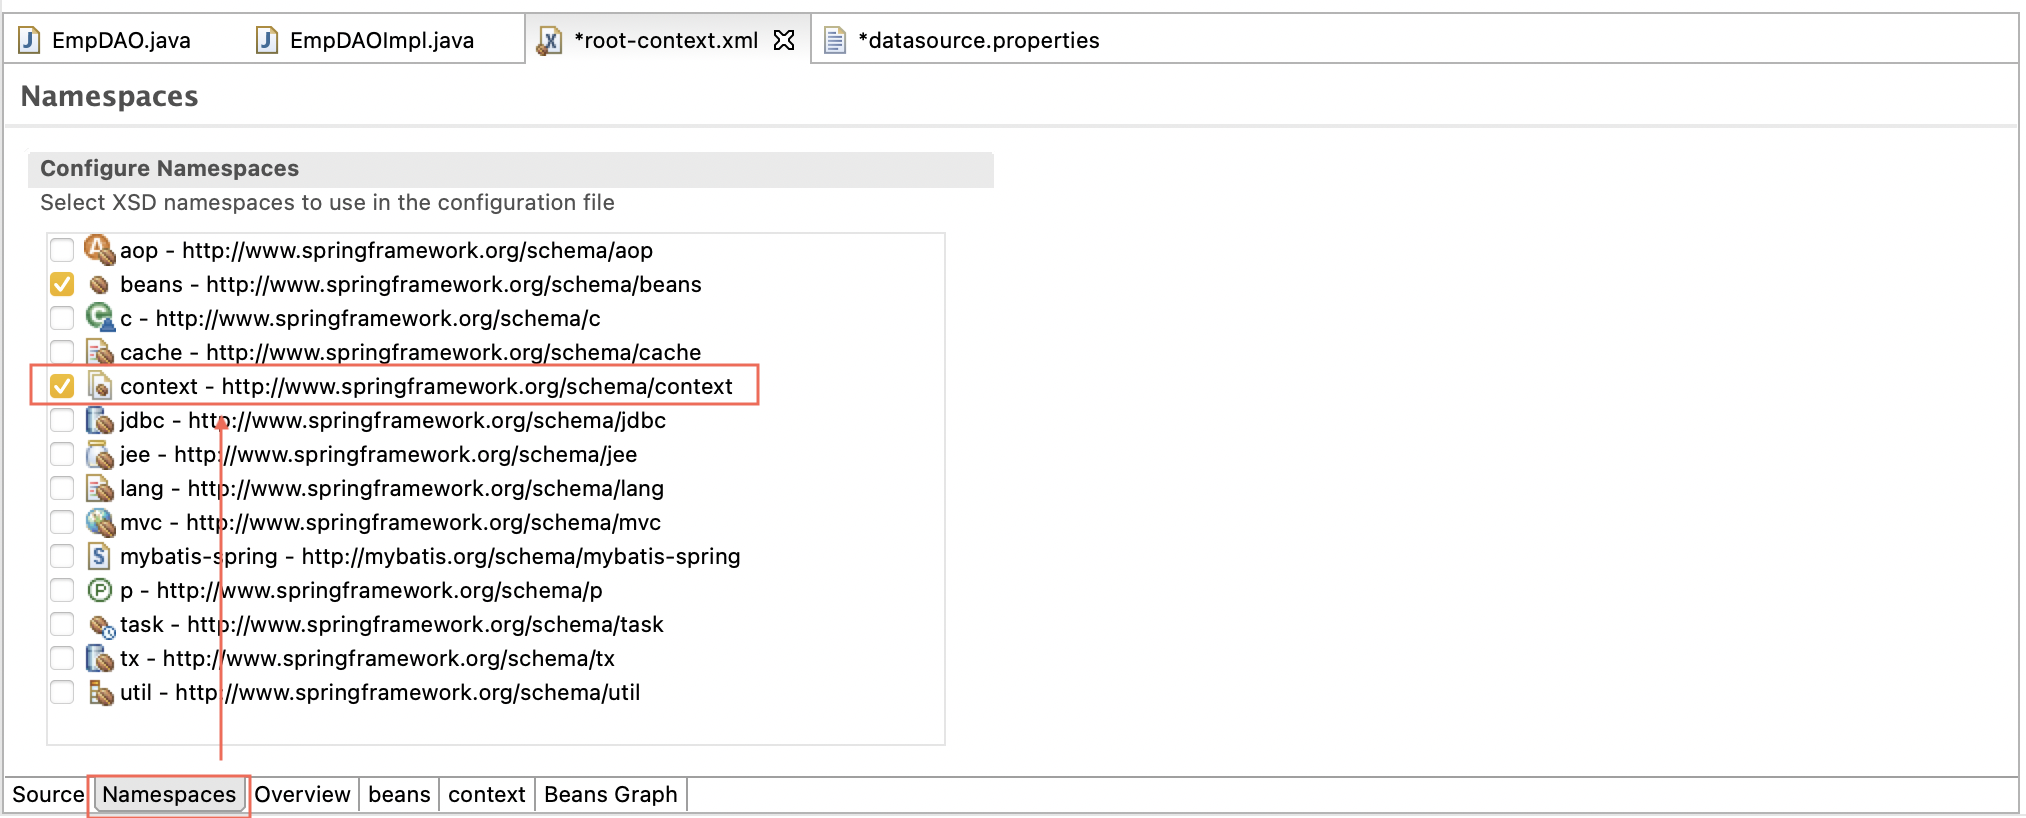 EmpDAO.java EmpDAOImpl.java *root-context.xml *datasource.properties
Namespaces
Configure Namespaces
Select XSD namespaces to use in the configuration file
aop - http://www.springframework.org/schema/aop
beans - http://www.springframework.org/schema/beans
c - http://www.springframework.org/schema/c
cache - http://www.springframework.org/schema/cache
context - http://www.springframework.org/schema/context
jdbc - http://www.springframework.org/schema/jdbc
jee - http://www.springframework.org/schema/jee
lang - http://www.springframework.org/schema/lang
mvc - http://www.springframework.org/schema/mvc
mybatis-spring - http://mybatis.org/schema/mybatis-spring
p - http://www.springframework.org/schema/p
task - http://www.springframework.org/schema/task
tx - http://www.springframework.org/schema/tx
util - http://www.springframework.org/schema/util
Source Namespaces Overview beans context Beans Graph